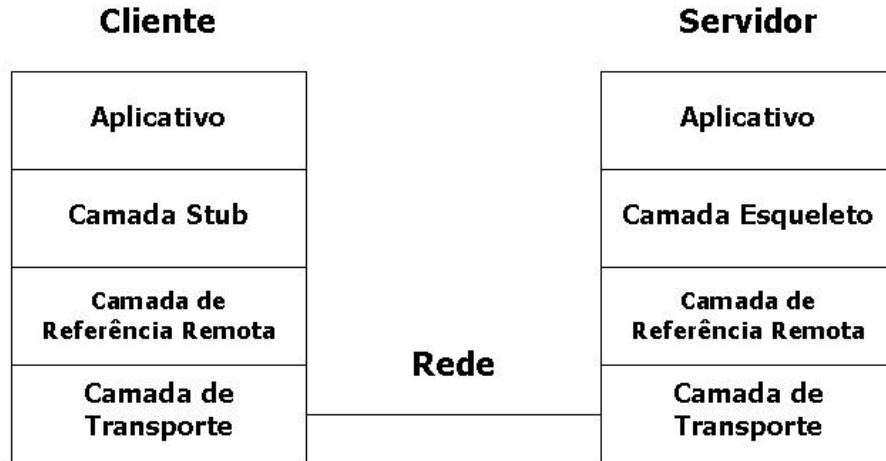 Cliente
Servidor
Aplicativo
Aplicativo
Camada Stub
Camada Esqueleto
Camada de
Referência Remota
Camada de
Referência Remota
Rede
Camada de
Transporte
Camada de
Transporte